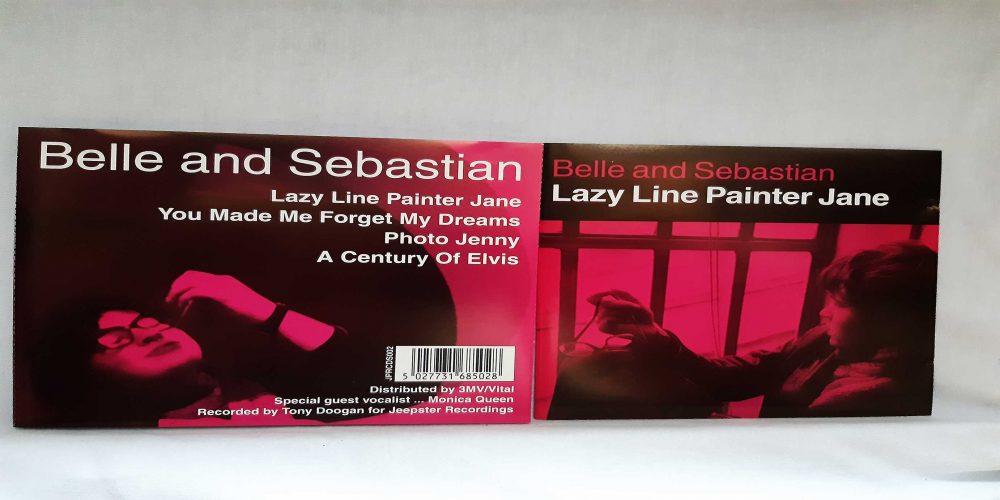 Belle and Sebastian
Lazy Line Painter Jane
You Made Me Forget My Dreams
Photo Jenny
A Century Of Elvis
JPRCDS002
5 027731 685028
Distributed by 3MV/Vital
Special guest vocalist ... Monica Queen
Recorded by Tony Doogan for Jeepster Recordings
Belle and Sebastian
Lazy Line Painter Jane